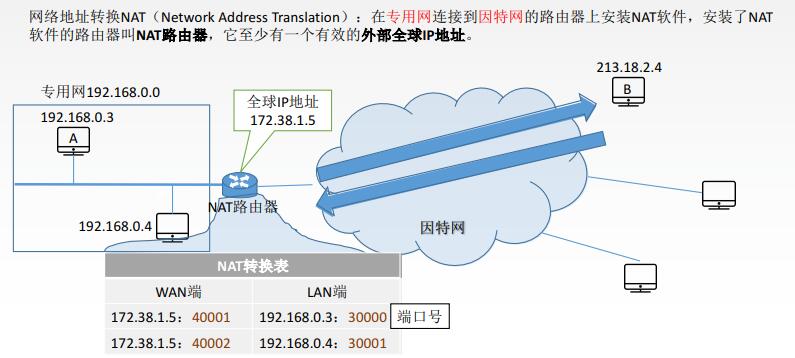 网络地址转换NAT（Network Address Translation）：在专用网连接到因特网的路由器上安装NAT软件，安装了NAT
软件的路由器叫NAT路由器，它至少有一个有效的外部全球IP地址。
213.18.2.4
B
专用网192.168.0.0
全球IP地址
172.38.1.5
192.168.0.3
A
NAT路由器
192.168.0.4
因特网
NAT转换表
WAN端 LAN端
172.38.1.5：40001 192.168.0.3：30000 端口号
172.38.1.5：40002 192.168.0.4：30001